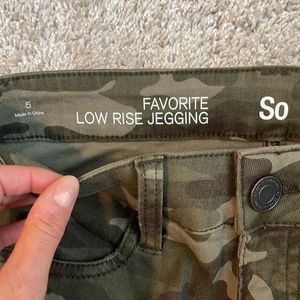 5
Made in China
FAVORITE
LOW RISE JEGGING
So